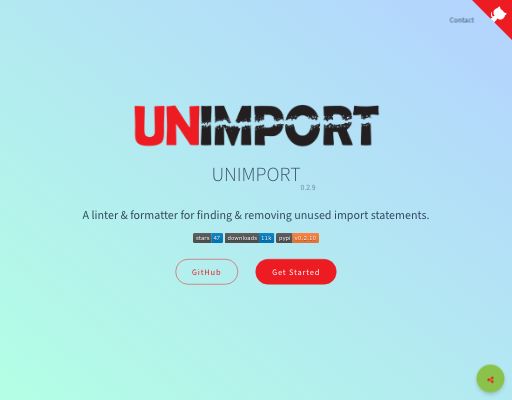 Contact
UNIMPORT
UNIMPORT 0.2.9
A linter & formatter for finding & removing unused import statements.
stars 47 downloads 11k pypi v0.2.10
GitHub Get Started